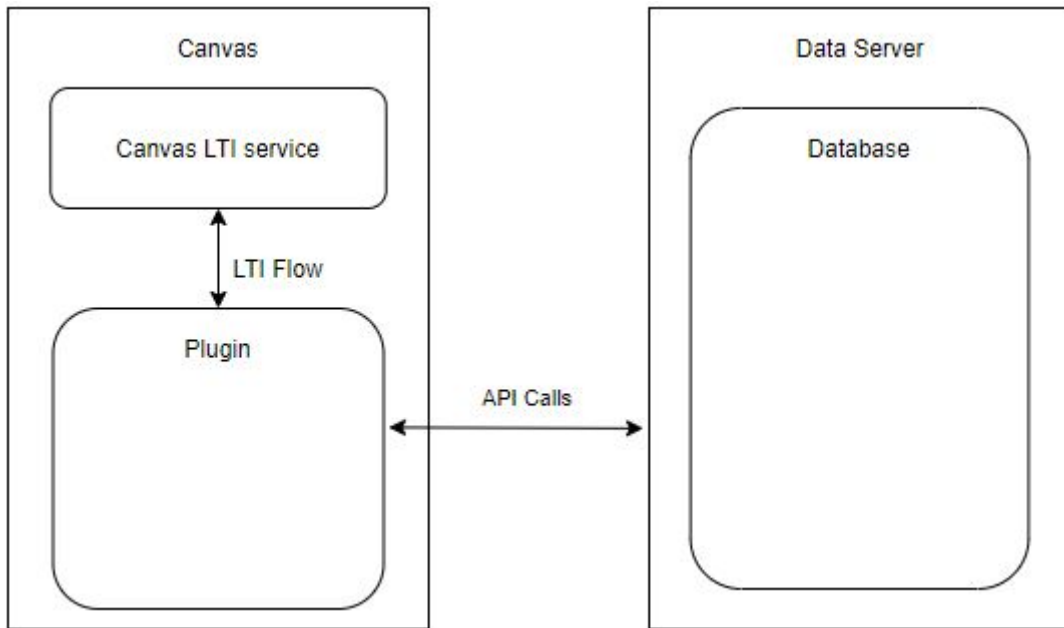 Canvas
Canvas LTI service
LTI Flow
Plugin
API Calls
Data Server
Database